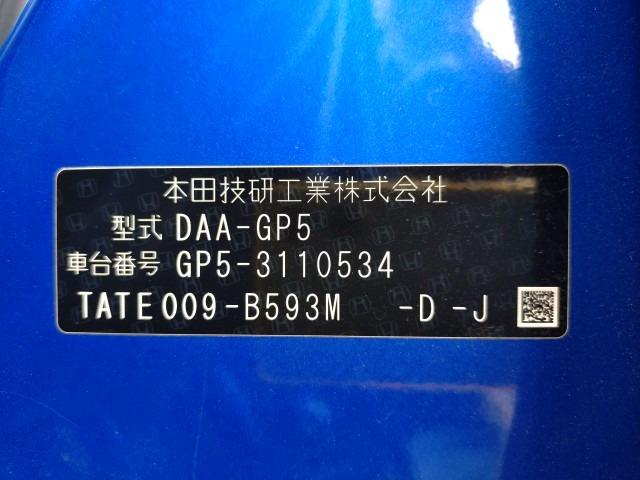 本田技研工業株式会社
型式 DAA-GP5
車台番号 GP5-3110534
TATE009-B593M -D -J